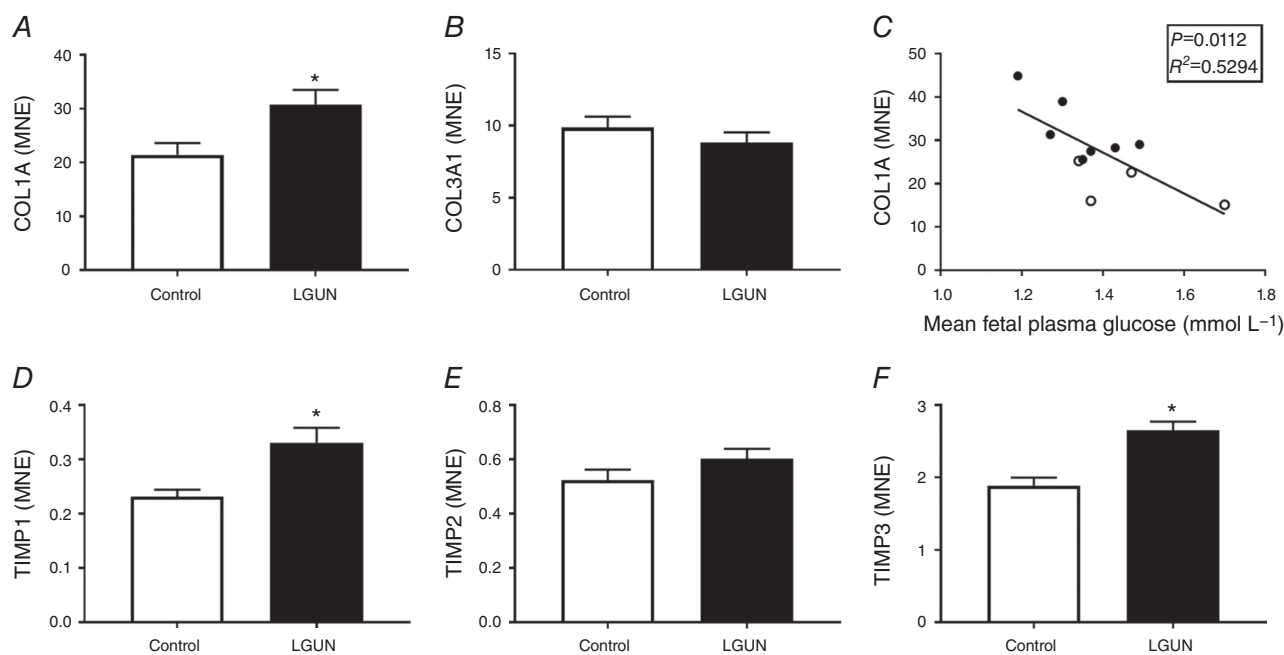 A
COL1A (MNE)
40
30
20
10
0
*
Control
LGUN
B
COL3A1 (MNE)
15
10
5
0
Control
LGUN
C
COL1A (MNE)
50
40
30
20
10
0
P=0.0112
R²=0.5294
1.0
1.2
1.4
1.6
1.8
Mean fetal plasma glucose (mmol L⁻¹)
D
TIMP1 (MNE)
0.4
0.3
0.2
0.1
0.0
*
Control
LGUN
E
TIMP2 (MNE)
0.8
0.6
0.4
0.2
0.0
Control
LGUN
F
TIMP3 (MNE)
3
2
1
0
*
Control
LGUN